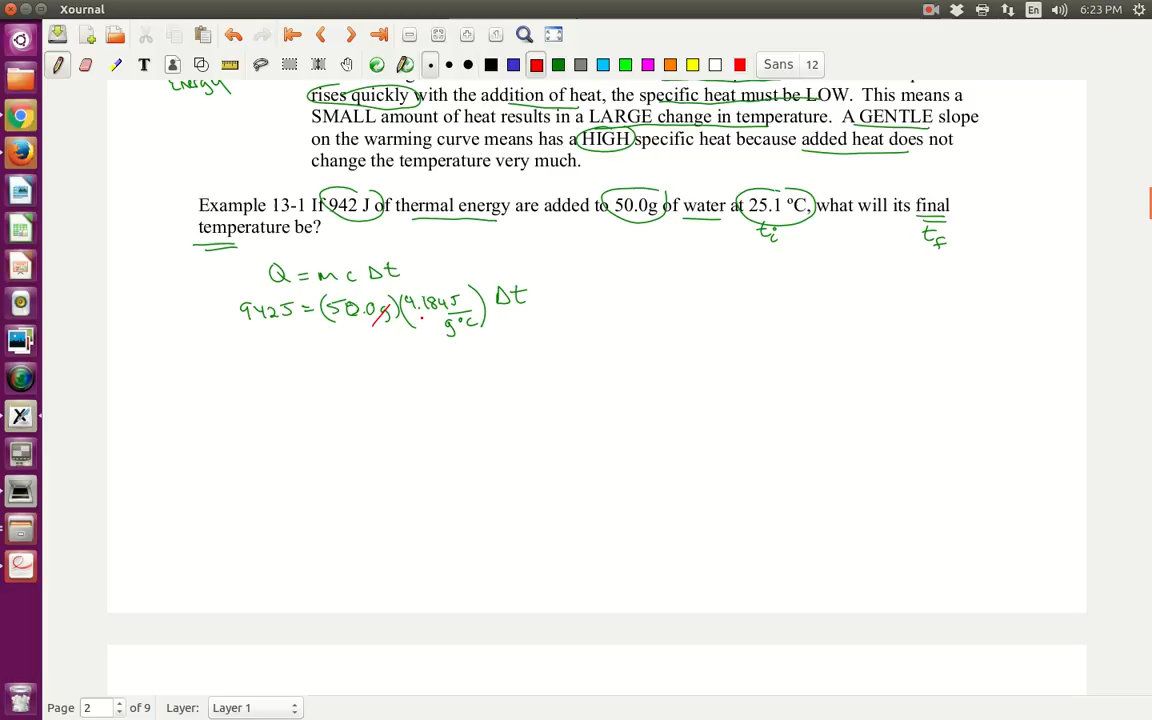 Xournal
En
6:23 PM
Sans 12
Energy
rises quickly with the addition of heat, the specific heat must be LOW. This means a
SMALL amount of heat results in a LARGE change in temperature. A GENTLE slope
on the warming curve means has a HIGH specific heat because added heat does not
change the temperature very much.
Example 13-1 If 942 J of thermal energy are added to 50.0g of water at 25.1 ºC, what will its final
ti tf
temperature be?
Q = m c Δt
942J = (50.0g)(4.184J/g°C) Δt
Page 2 of 9 Layer: Layer 1